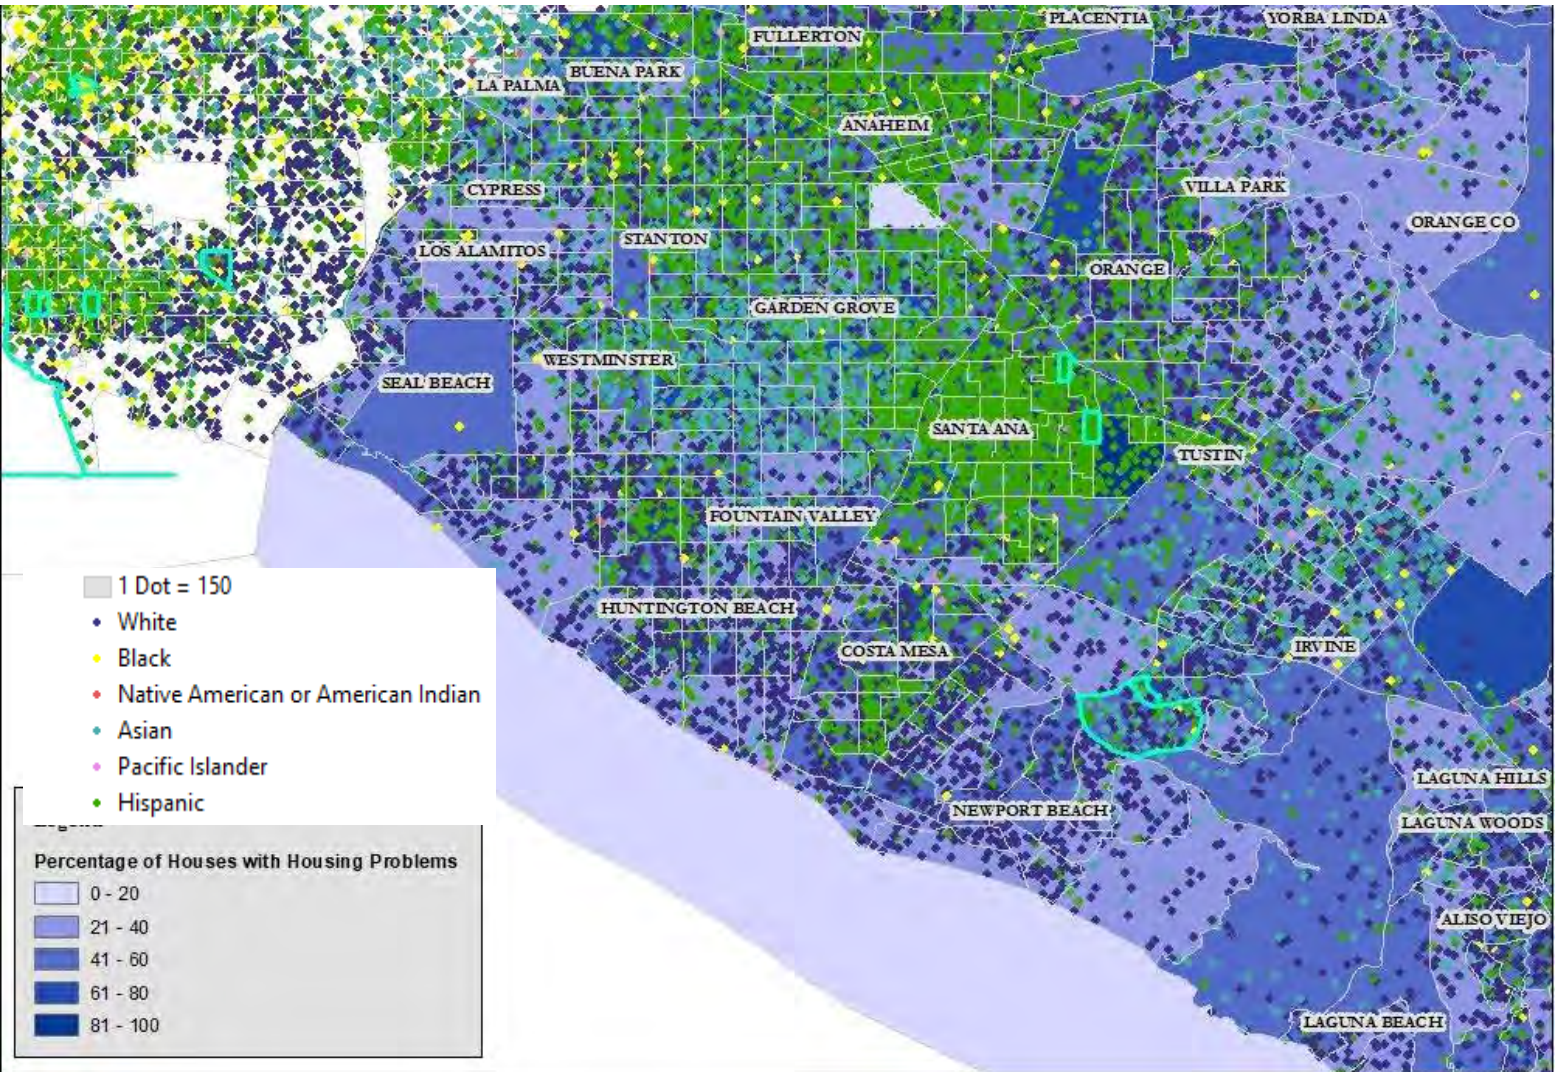 PLACENTIA
YORBA LINDA
FULLERTON
BUENA PARK
LA PALMA
ANAHEIM
CYPRESS
VILLA PARK
ORANGE CO
LOS ALAMITOS
STANTON
ORANGE
GARDEN GROVE
WESTMINSTER
SEAL BEACH
SANTA ANA
TUSTIN
FOUNTAIN VALLEY
HUNTINGTON BEACH
COSTA MESA
IRVINE
LAGUNA HILLS
NEWPORT BEACH
LAGUNA WOODS
ALISO VIEJO
LAGUNA BEACH
1 Dot = 150
White
Black
Native American or American Indian
Asian
Pacific Islander
Hispanic
Percentage of Houses with Housing Problems
0 - 20
21 - 40
41 - 60
61 - 80
81 - 100